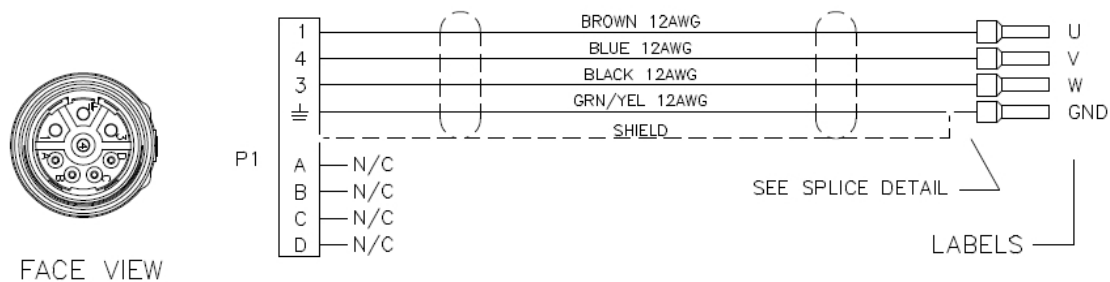 1 BROWN 12AWG U
4 BLUE 12AWG V
3 BLACK 12AWG W
GRN/YEL 12AWG GND
SHIELD
P1
A N/C
B N/C
C N/C
D N/C
SEE SPLICE DETAIL
LABELS
FACE VIEW